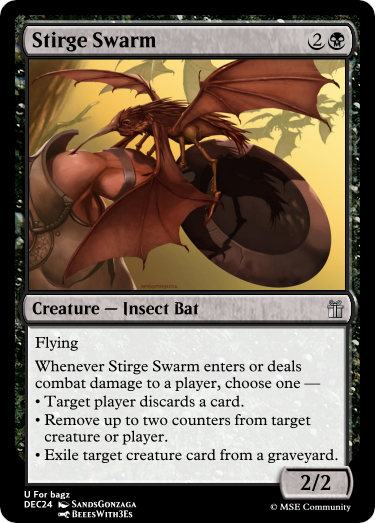 Stirge Swarm 2
Creature — Insect Bat
Flying
Whenever Stirge Swarm enters or deals
combat damage to a player, choose one —
• Target player discards a card.
• Remove up to two counters from target
creature or player.
• Exile target creature card from a graveyard.
2/2
U For bagz
DEC24 SandsGonzaga
BeeesWith3Es
© MSE Community